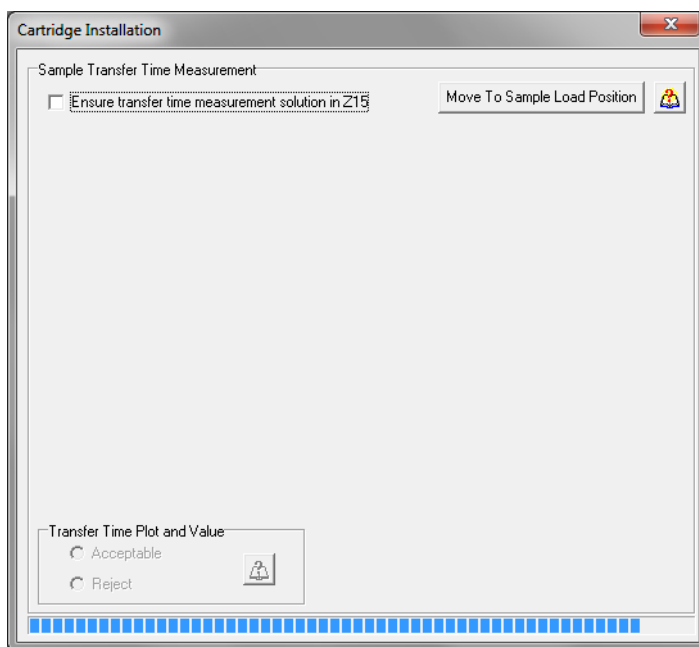 Cartridge Installation
Sample Transfer Time Measurement
Ensure transfer time measurement solution in Z15
Move To Sample Load Position
Transfer Time Plot and Value
Acceptable
Reject